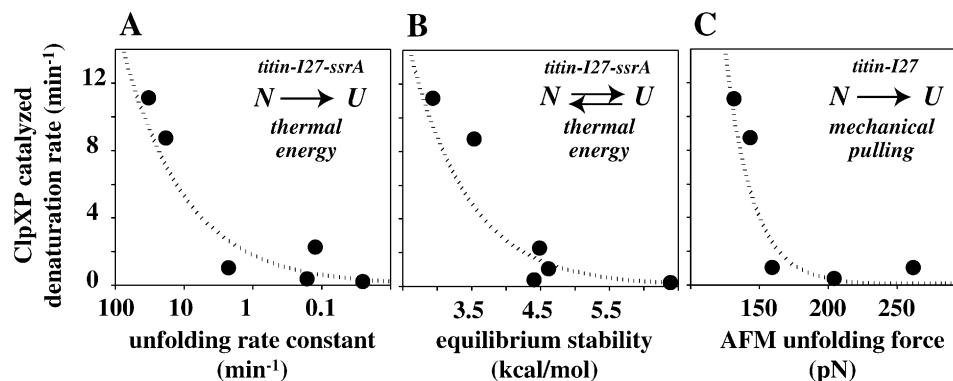 A
B
C
ClpXP catalyzed
denaturation rate (min⁻¹)
12
8
4
0
titin-I27-ssrA
N U
thermal
energy
100 10 1 0.1
unfolding rate constant
(min⁻¹)
titin-I27-ssrA
N U
thermal
energy
3.5 4.5 5.5
equilibrium stability
(kcal/mol)
titin-I27
N U
mechanical
pulling
150 200 250
AFM unfolding force
(pN)